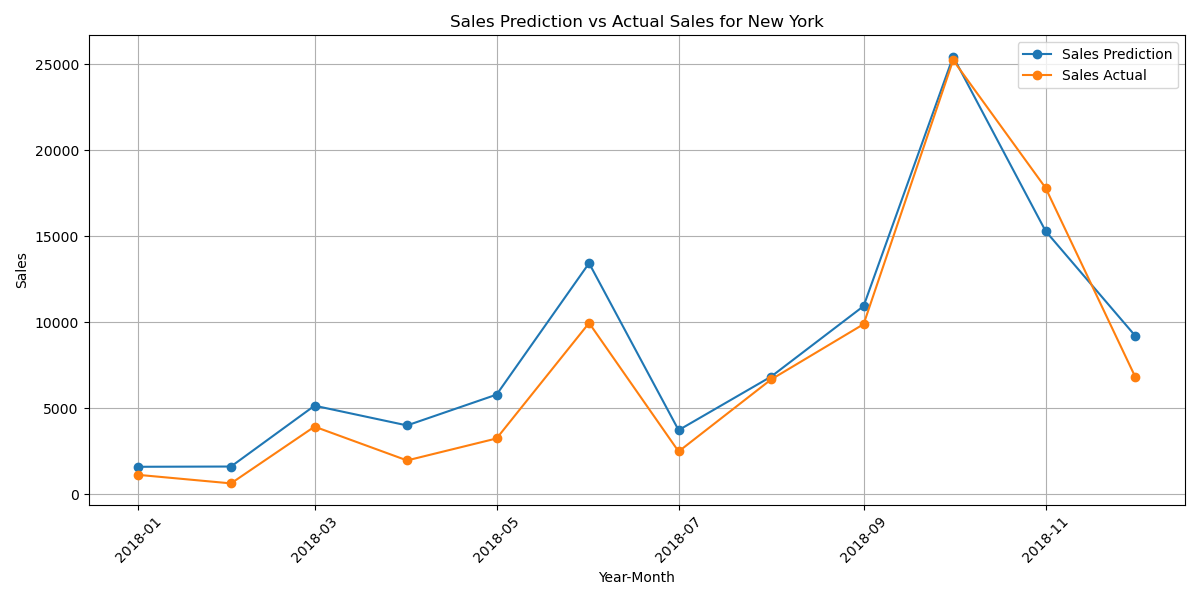 Sales Prediction vs Actual Sales for New York
Sales Prediction
Sales Actual
25000
20000
15000
10000
5000
0
Sales
2018-01
2018-03
2018-05
2018-07
2018-09
2018-11
Year-Month